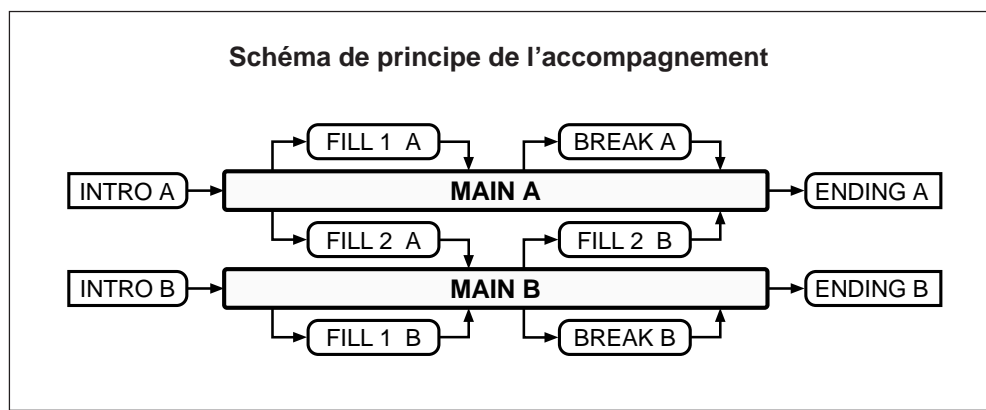 Schéma de principe de l’accompagnement
FILL 1 A
BREAK A
INTRO A
MAIN A
ENDING A
FILL 2 A
FILL 2 B
INTRO B
MAIN B
ENDING B
FILL 1 B
BREAK B